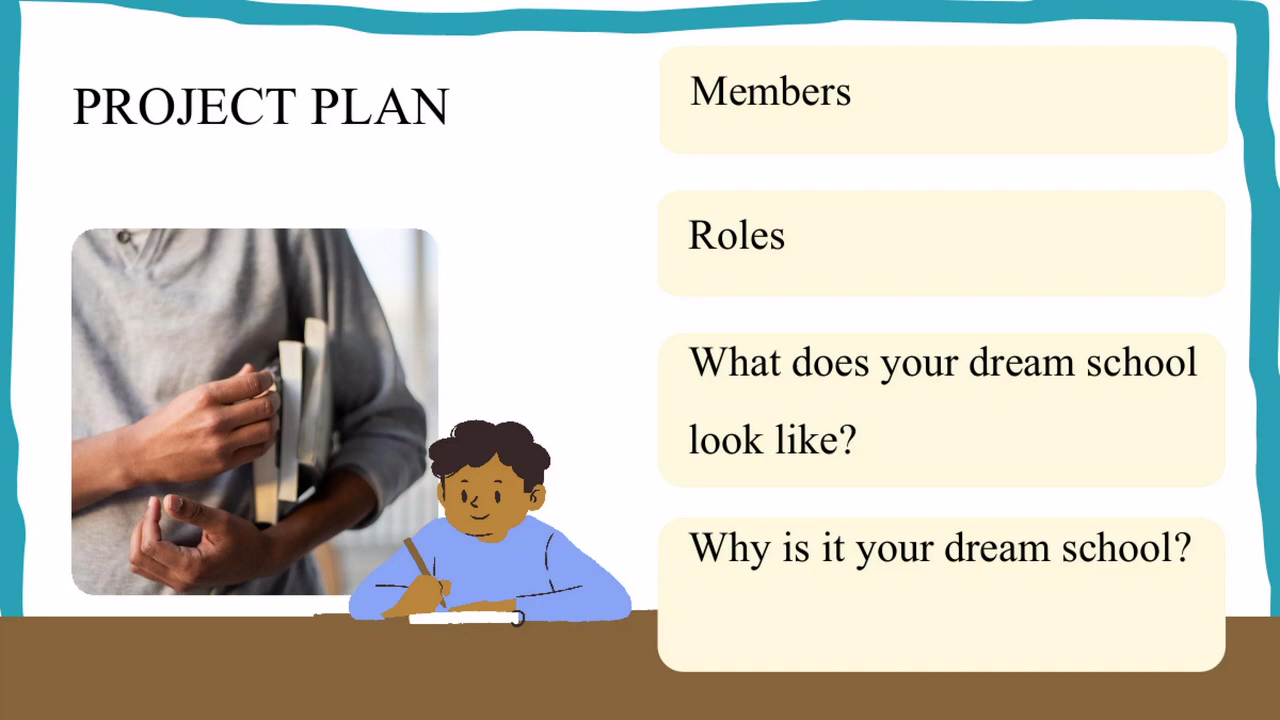 PROJECT PLAN
Members
Roles
What does your dream school
look like?
Why is it your dream school?